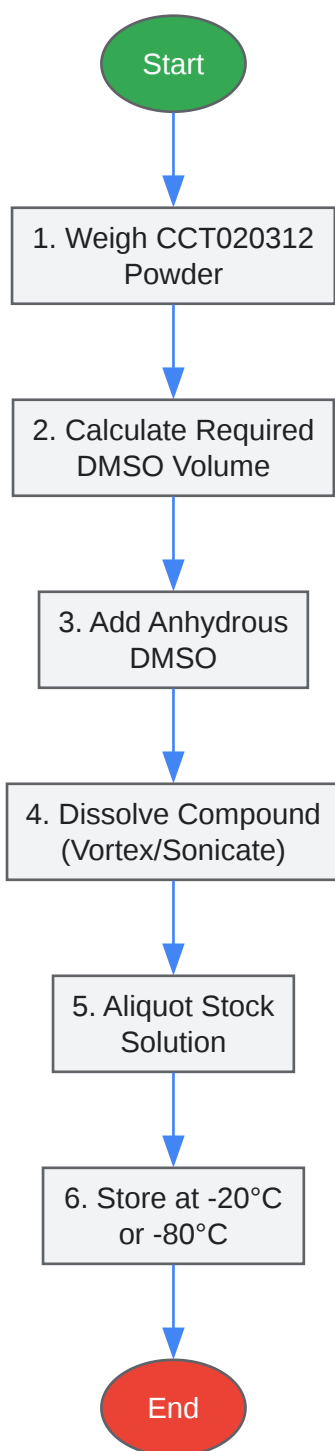 Start
1. Weigh CCT020312
Powder
2. Calculate Required
DMSO Volume
3. Add Anhydrous
DMSO
4. Dissolve Compound
(Vortex/Sonicate)
5. Aliquot Stock
Solution
6. Store at -20°C
or -80°C
End